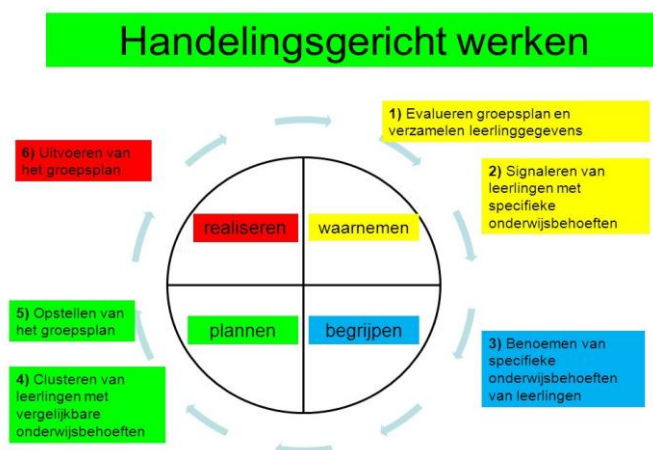 Handelingsgericht werken
1) Evalueren groepsplan en
verzamelen leerlinggegevens
2) Signaleren van
leerlingen met
specifieke
onderwijsbehoeften
3) Benoemen van
specifieke
onderwijsbehoeften
van leerlingen
4) Clusteren van
leerlingen met
vergelijkbare
onderwijsbehoeften
5) Opstellen van
het groepsplan
6) Uitvoeren van
het groepsplan
realiseren
waarnemen
plannen
begrijpen